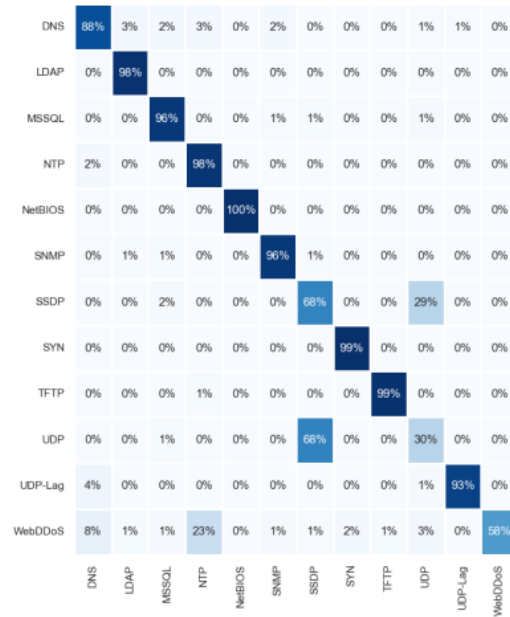 DNS 88% 3% 2% 3% 0% 2% 0% 0% 0% 1% 1% 0%
LDAP 0% 98% 0% 0% 0% 0% 0% 0% 0% 0% 0% 0%
MSSQL 0% 0% 96% 0% 0% 1% 1% 0% 0% 1% 0% 0%
NTP 2% 0% 0% 98% 0% 0% 0% 0% 0% 0% 0% 0%
NetBIOS 0% 0% 0% 0% 100% 0% 0% 0% 0% 0% 0% 0%
SNMP 0% 1% 1% 0% 0% 96% 1% 0% 0% 0% 0% 0%
SSDP 0% 0% 2% 0% 0% 0% 68% 0% 0% 29% 0% 0%
SYN 0% 0% 0% 0% 0% 0% 0% 99% 0% 0% 0% 0%
TFTP 0% 0% 0% 1% 0% 0% 0% 0% 99% 0% 0% 0%
UDP 0% 0% 1% 0% 0% 0% 68% 0% 0% 30% 0% 0%
UDP-Lag 4% 0% 0% 0% 0% 0% 0% 0% 0% 1% 93% 0%
WebDDoS 8% 1% 1% 23% 0% 1% 1% 2% 1% 3% 0% 58%
DNS LDAP MSSQL NTP NetBIOS SNMP SSDP SYN TFTP UDP UDP-Lag WebDDoS